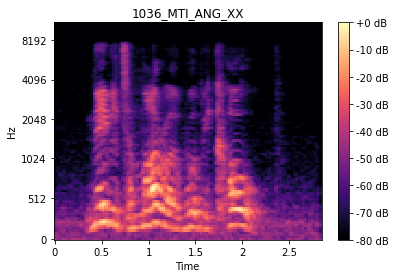 1036_MTI_ANG_XX
+0 dB
8192
-10 dB
4096
-20 dB
-30 dB
2048
Hz
-40 dB
1024
-50 dB
512
-60 dB
-70 dB
0
-80 dB
0 0.5 1 1.5 2 2.5
Time